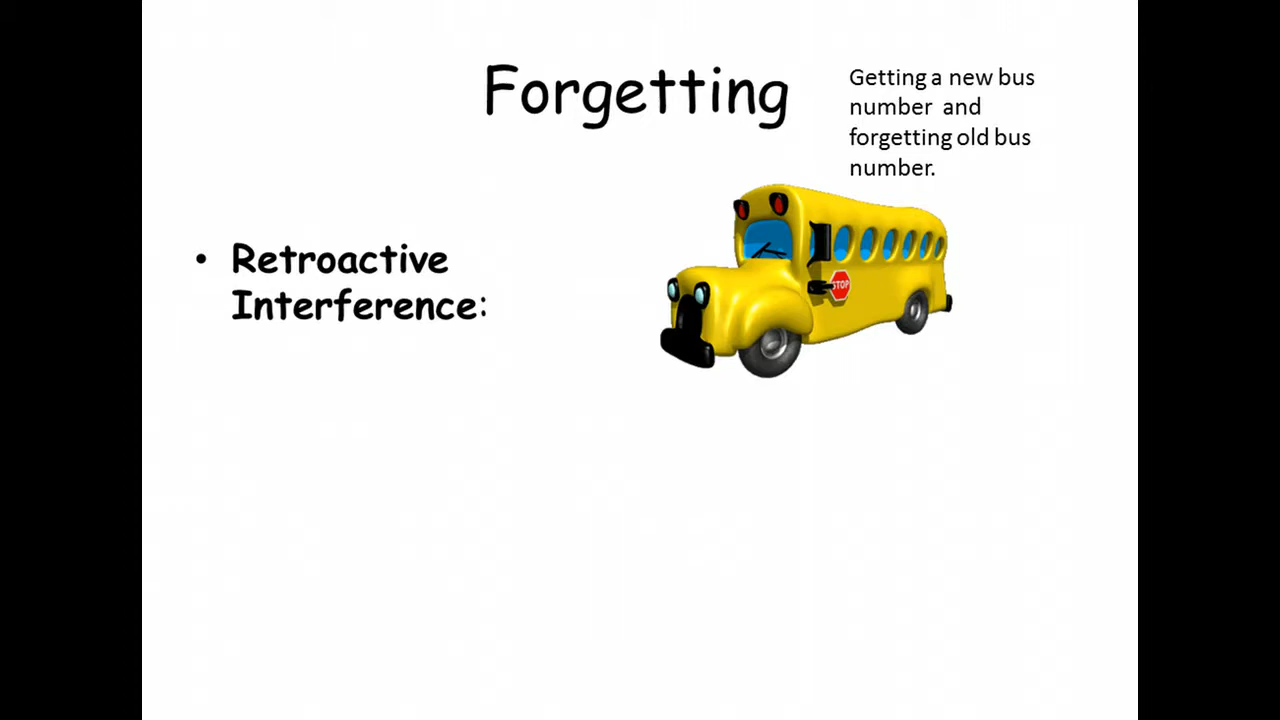 Forgetting
Getting a new bus
number and
forgetting old bus
number.
• Retroactive
Interference:
STOP